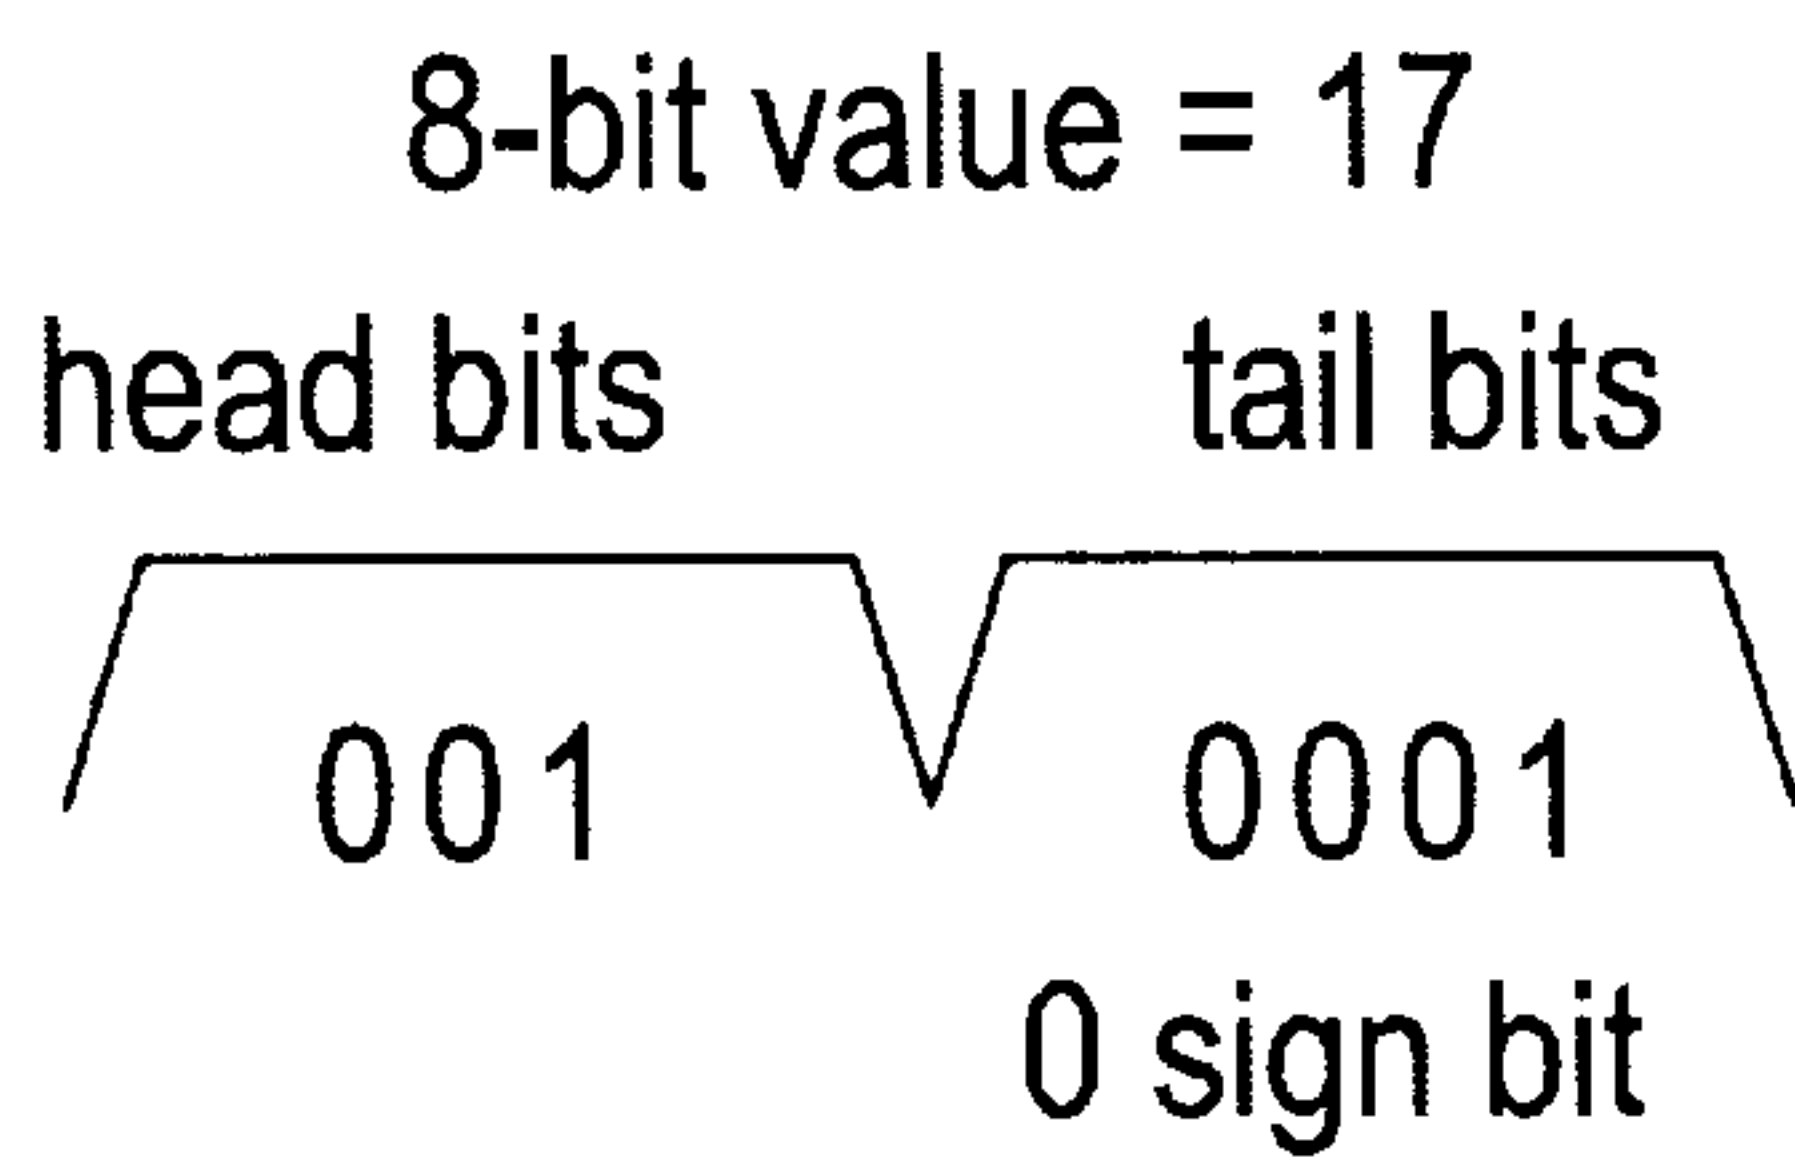 8-bit value = 17
head bits tail bits
001 0001
0 sign bit